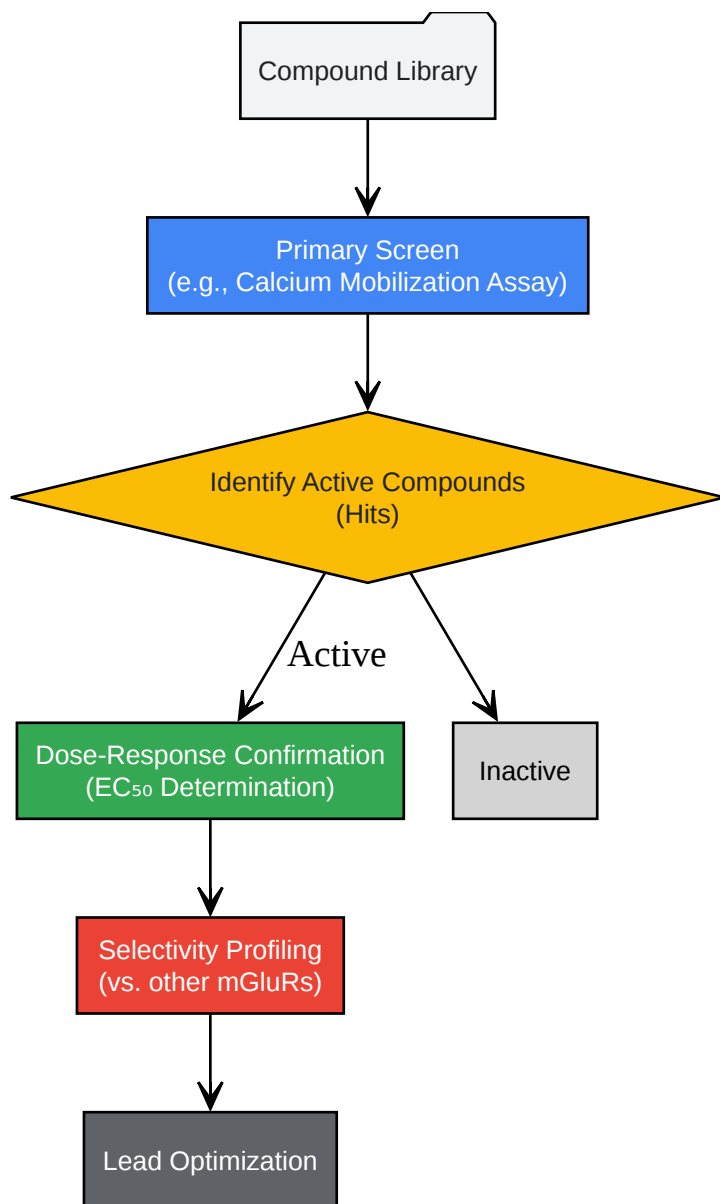 Compound Library
Primary Screen
(e.g., Calcium Mobilization Assay)
Identify Active Compounds
(Hits)
Active
Dose-Response Confirmation
(EC₅₀ Determination)
Inactive
Selectivity Profiling
(vs. other mGluRs)
Lead Optimization